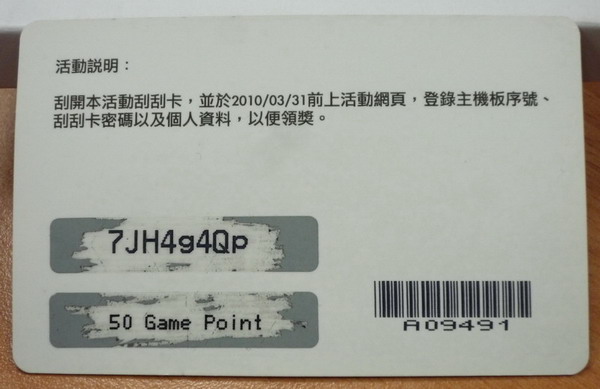 活動説明：
刮開本活動刮刮卡，並於2010/03/31前上活動網頁，登錄主機板序號、
刮刮卡密碼以及個人資料，以便領獎。
7JH4g4Qp
50 Game Point
A09491